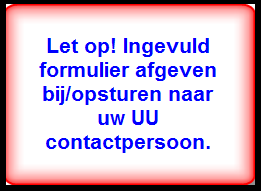 Let op! Ingevuld
formulier afgeven
bij/opsturen naar
uw UU
contactpersoon.